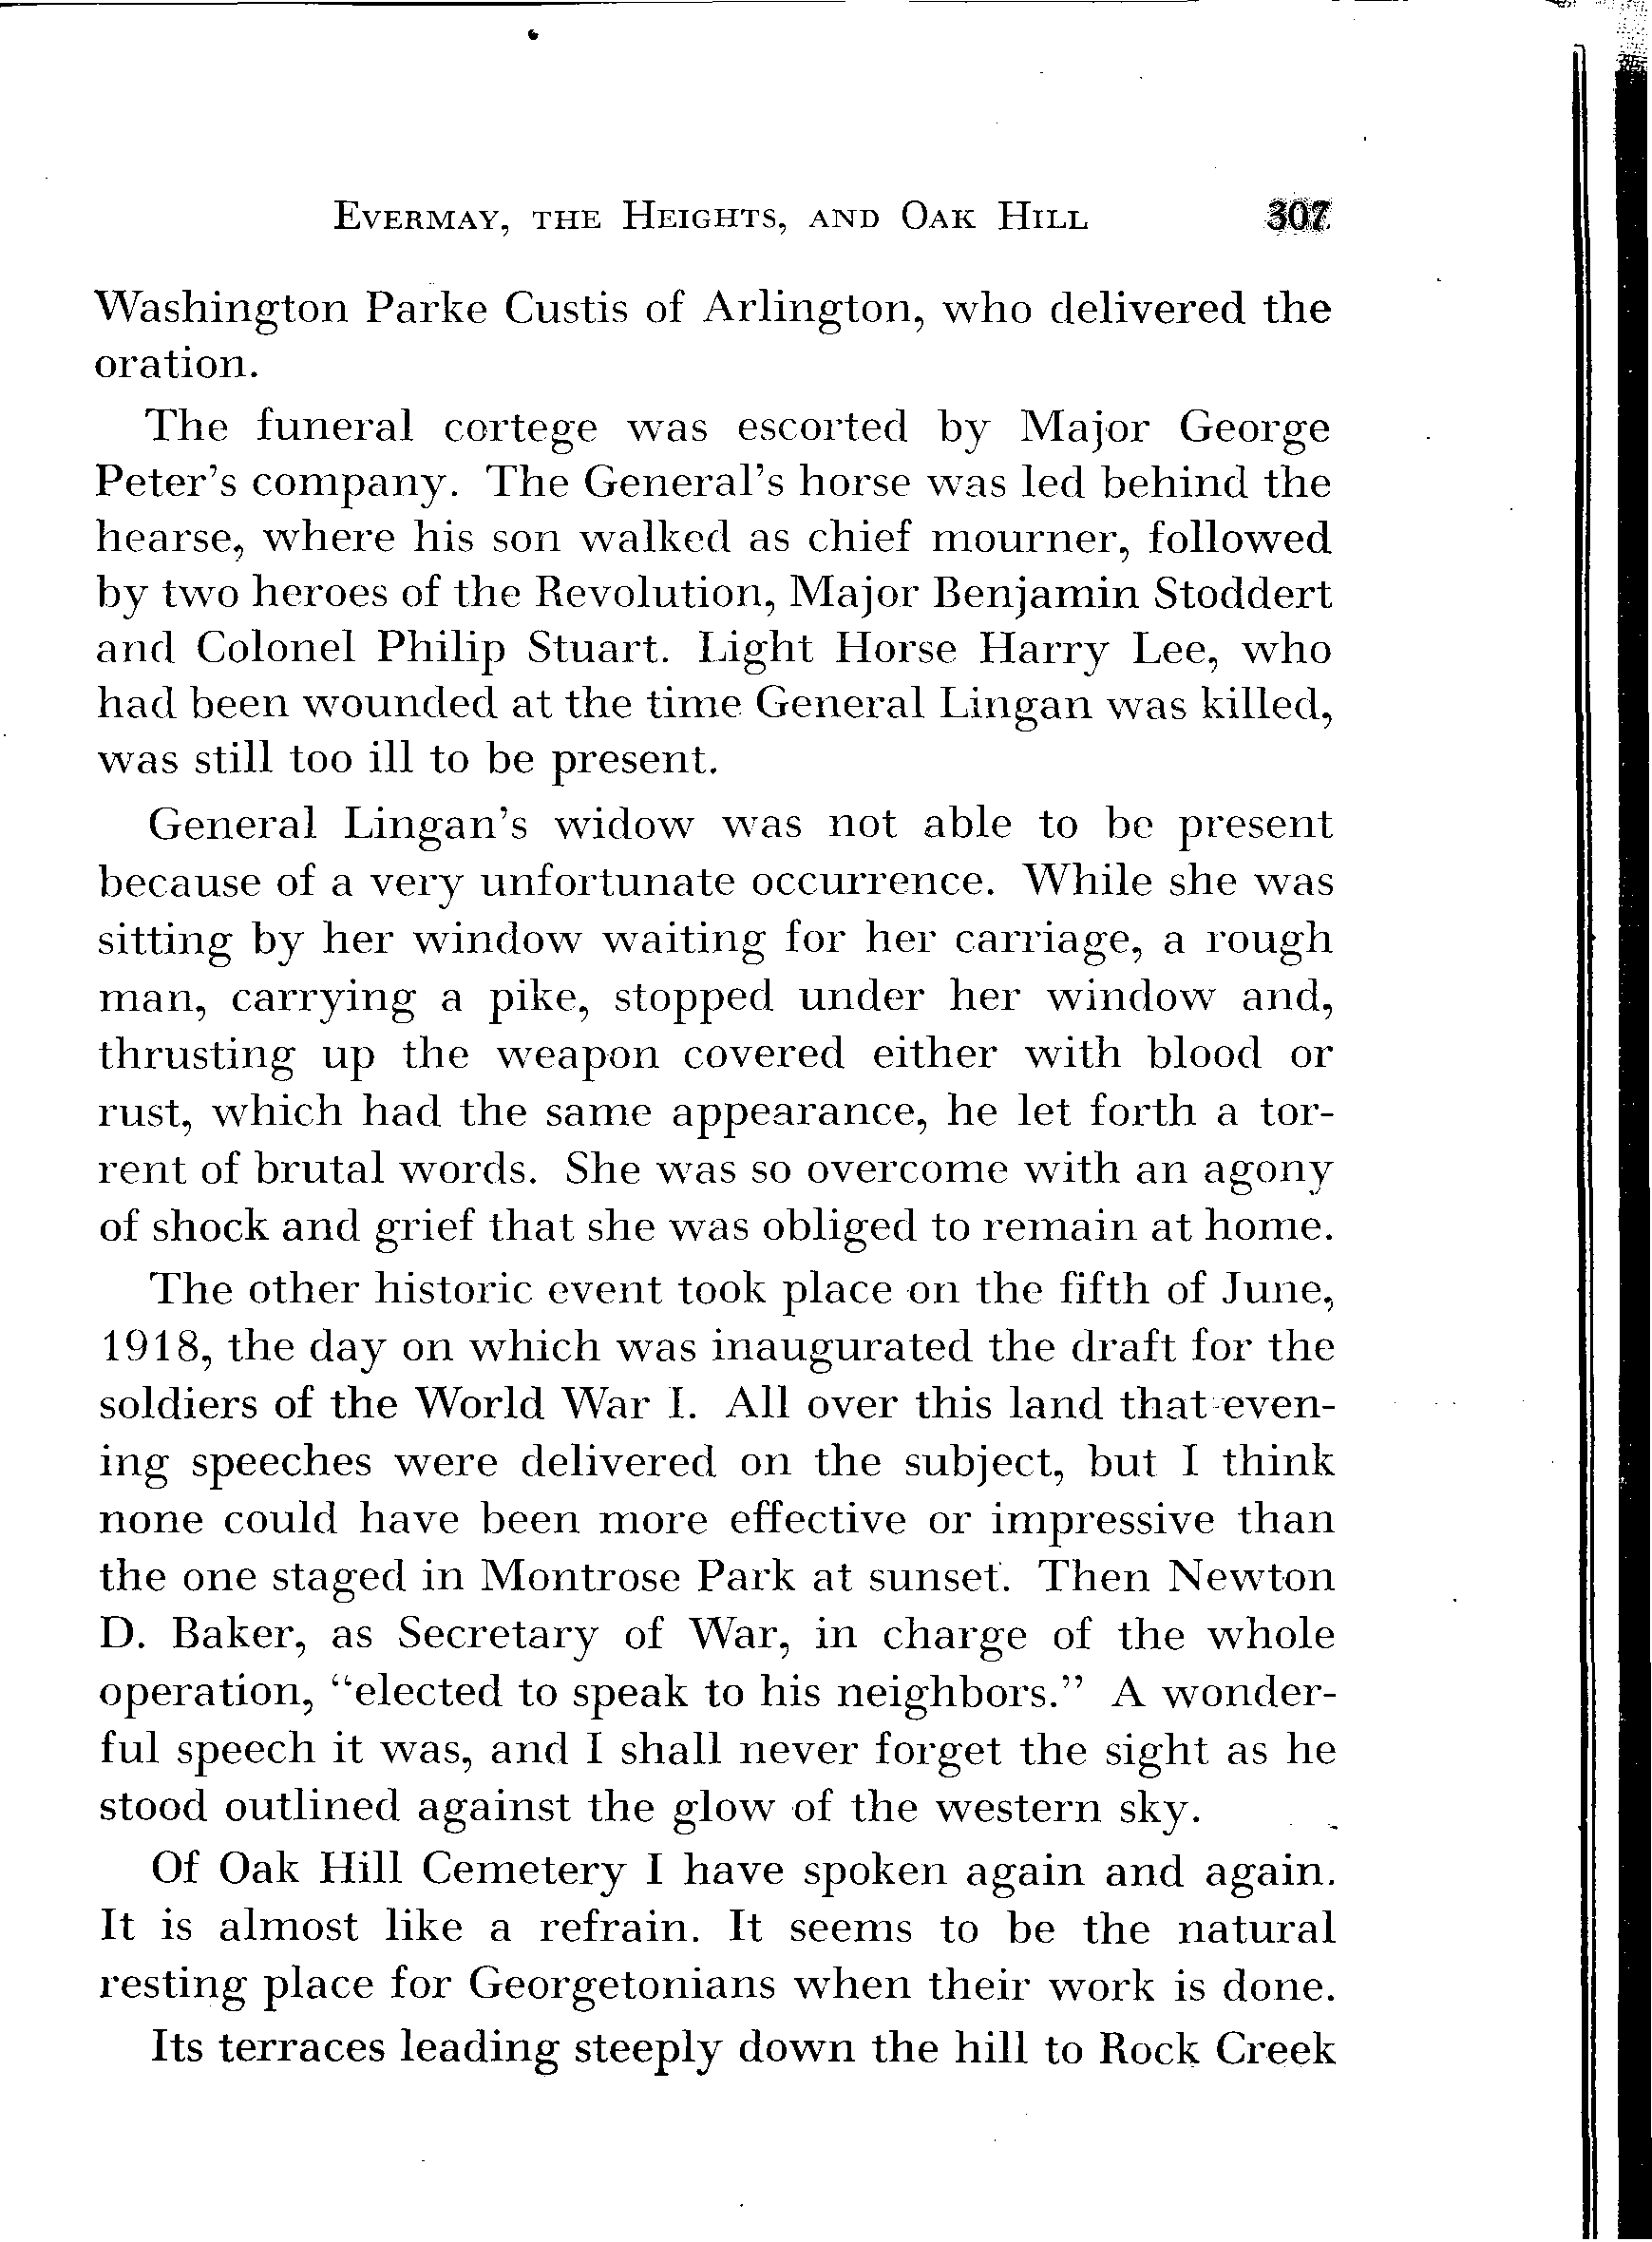 Evermay, the Heights, and Oak Hill 307
Washington Parke Custis of Arlington, who delivered the
oration.
The funeral cortege was escorted by Major George
Peter's company. The General's horse was led behind the
hearse, where his son walked as chief mourner, followed
by two heroes of the Revolution, Major Benjamin Stoddert
and Colonel Philip Stuart. Light Horse Harry Lee, who
had been wounded at the time General Lingan was killed,
was still too ill to be present.
General Lingan's widow was not able to be present
because of a very unfortunate occurrence. While she was
sitting by her window waiting for her carriage, a rough
man, carrying a pike, stopped under her window and,
thrusting up the weapon covered either with blood or
rust, which had the same appearance, he let forth a tor-
rent of brutal words. She was so overcome with an agony
of shock and grief that she was obliged to remain at home.
The other historic event took place on the fifth of June,
1918, the day on which was inaugurated the draft for the
soldiers of the World War I. All over this land that even-
ing speeches were delivered on the subject, but I think
none could have been more effective or impressive than
the one staged in Montrose Park at sunset. Then Newton
D. Baker, as Secretary of War, in charge of the whole
operation, "elected to speak to his neighbors." A wonder-
ful speech it was, and I shall never forget the sight as he
stood outlined against the glow of the western sky.
Of Oak Hill Cemetery I have spoken again and again.
It is almost like a refrain. It seems to be the natural
resting place for Georgetonians when their work is done.
Its terraces leading steeply down the hill to Rock Creek